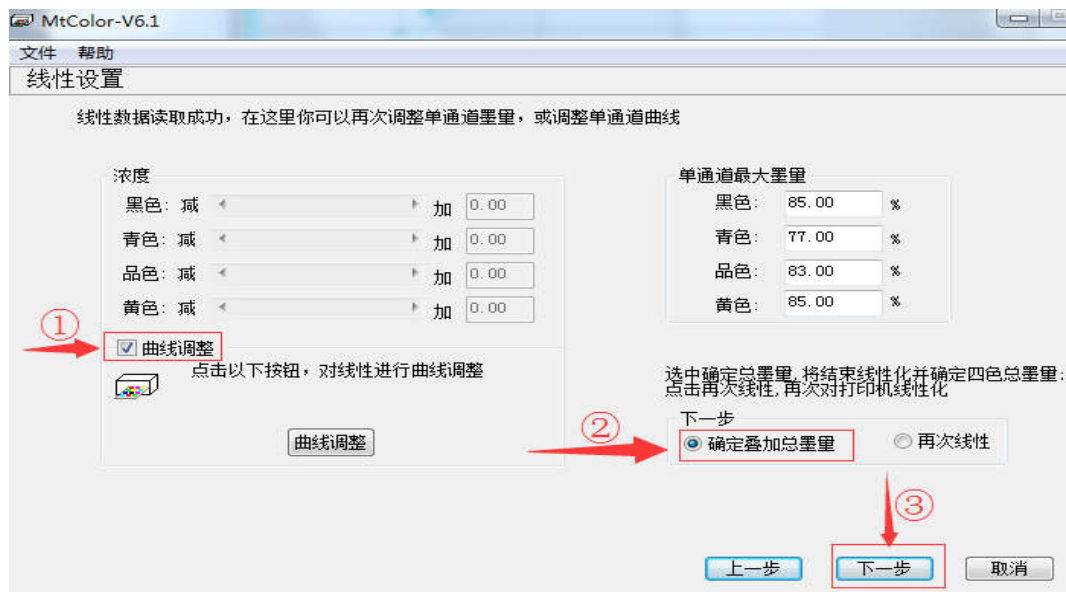 MtColor-V6.1
文件 帮助
线性设置
线性数据读取成功，在这里你可以再次调整单通道墨量，或调整单通道曲线
浓度
黑色: 减 加 0.00
青色: 减 加 0.00
品色: 减 加 0.00
黄色: 减 加 0.00
①
曲线调整
点击以下按钮，对线性进行曲线调整
曲线调整
单通道最大墨量
黑色: 85.00 %
青色: 77.00 %
品色: 83.00 %
黄色: 85.00 %
选中确定总墨量,将结束线性化并确定四色总墨量:
点击再次线性,再次对打印机线性化
②
下一步
确定叠加总墨量 再次线性
③
上一步 下一步 取消